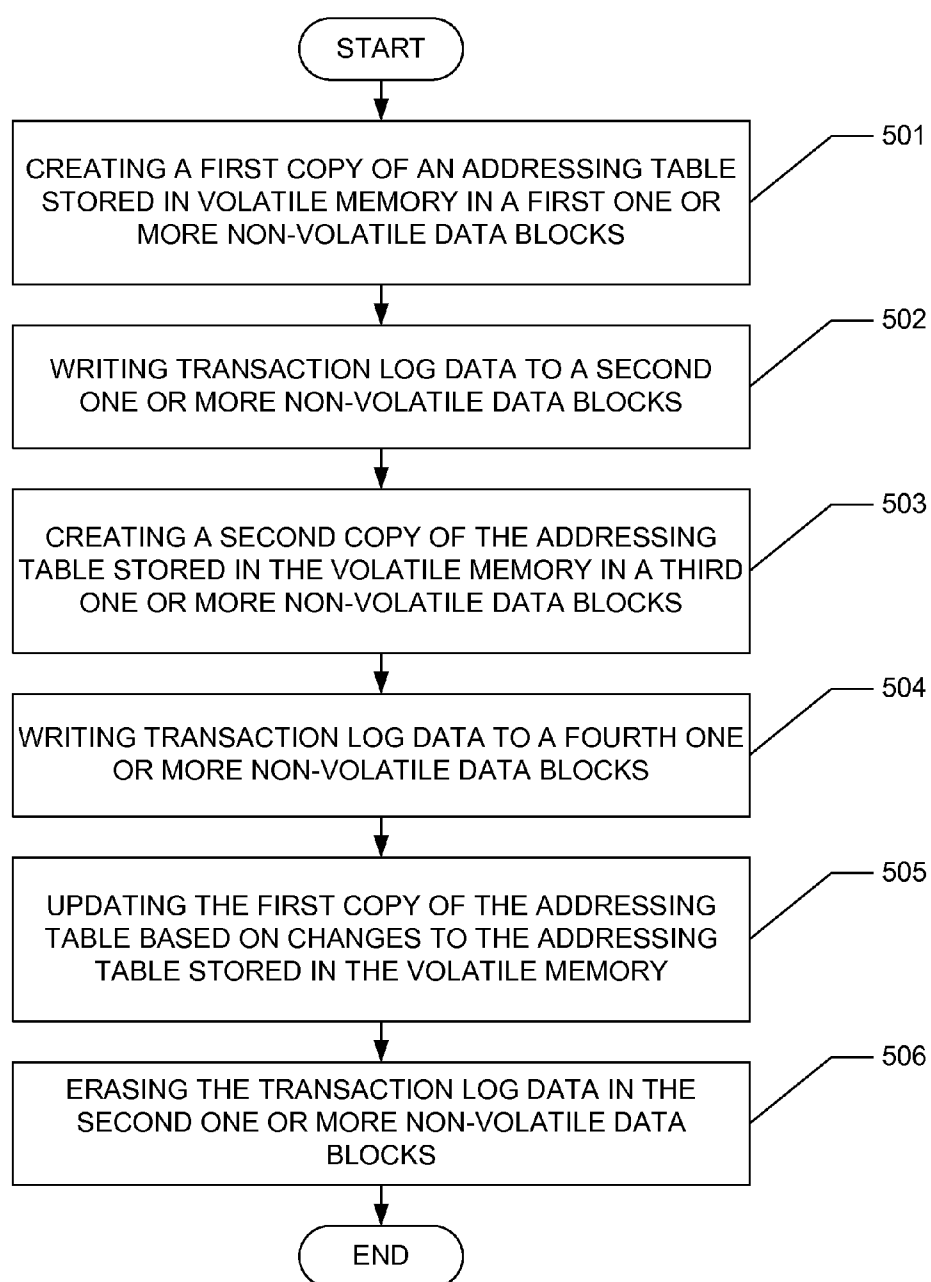 START
CREATING A FIRST COPY OF AN ADDRESSING TABLE
STORED IN VOLATILE MEMORY IN A FIRST ONE OR
MORE NON-VOLATILE DATA BLOCKS
501
WRITING TRANSACTION LOG DATA TO A SECOND
ONE OR MORE NON-VOLATILE DATA BLOCKS
502
CREATING A SECOND COPY OF THE ADDRESSING
TABLE STORED IN THE VOLATILE MEMORY IN A THIRD
ONE OR MORE NON-VOLATILE DATA BLOCKS
503
WRITING TRANSACTION LOG DATA TO A FOURTH ONE
OR MORE NON-VOLATILE DATA BLOCKS
504
UPDATING THE FIRST COPY OF THE ADDRESSING
TABLE BASED ON CHANGES TO THE ADDRESSING
TABLE STORED IN THE VOLATILE MEMORY
505
ERASING THE TRANSACTION LOG DATA IN THE
SECOND ONE OR MORE NON-VOLATILE DATA
BLOCKS
506
END